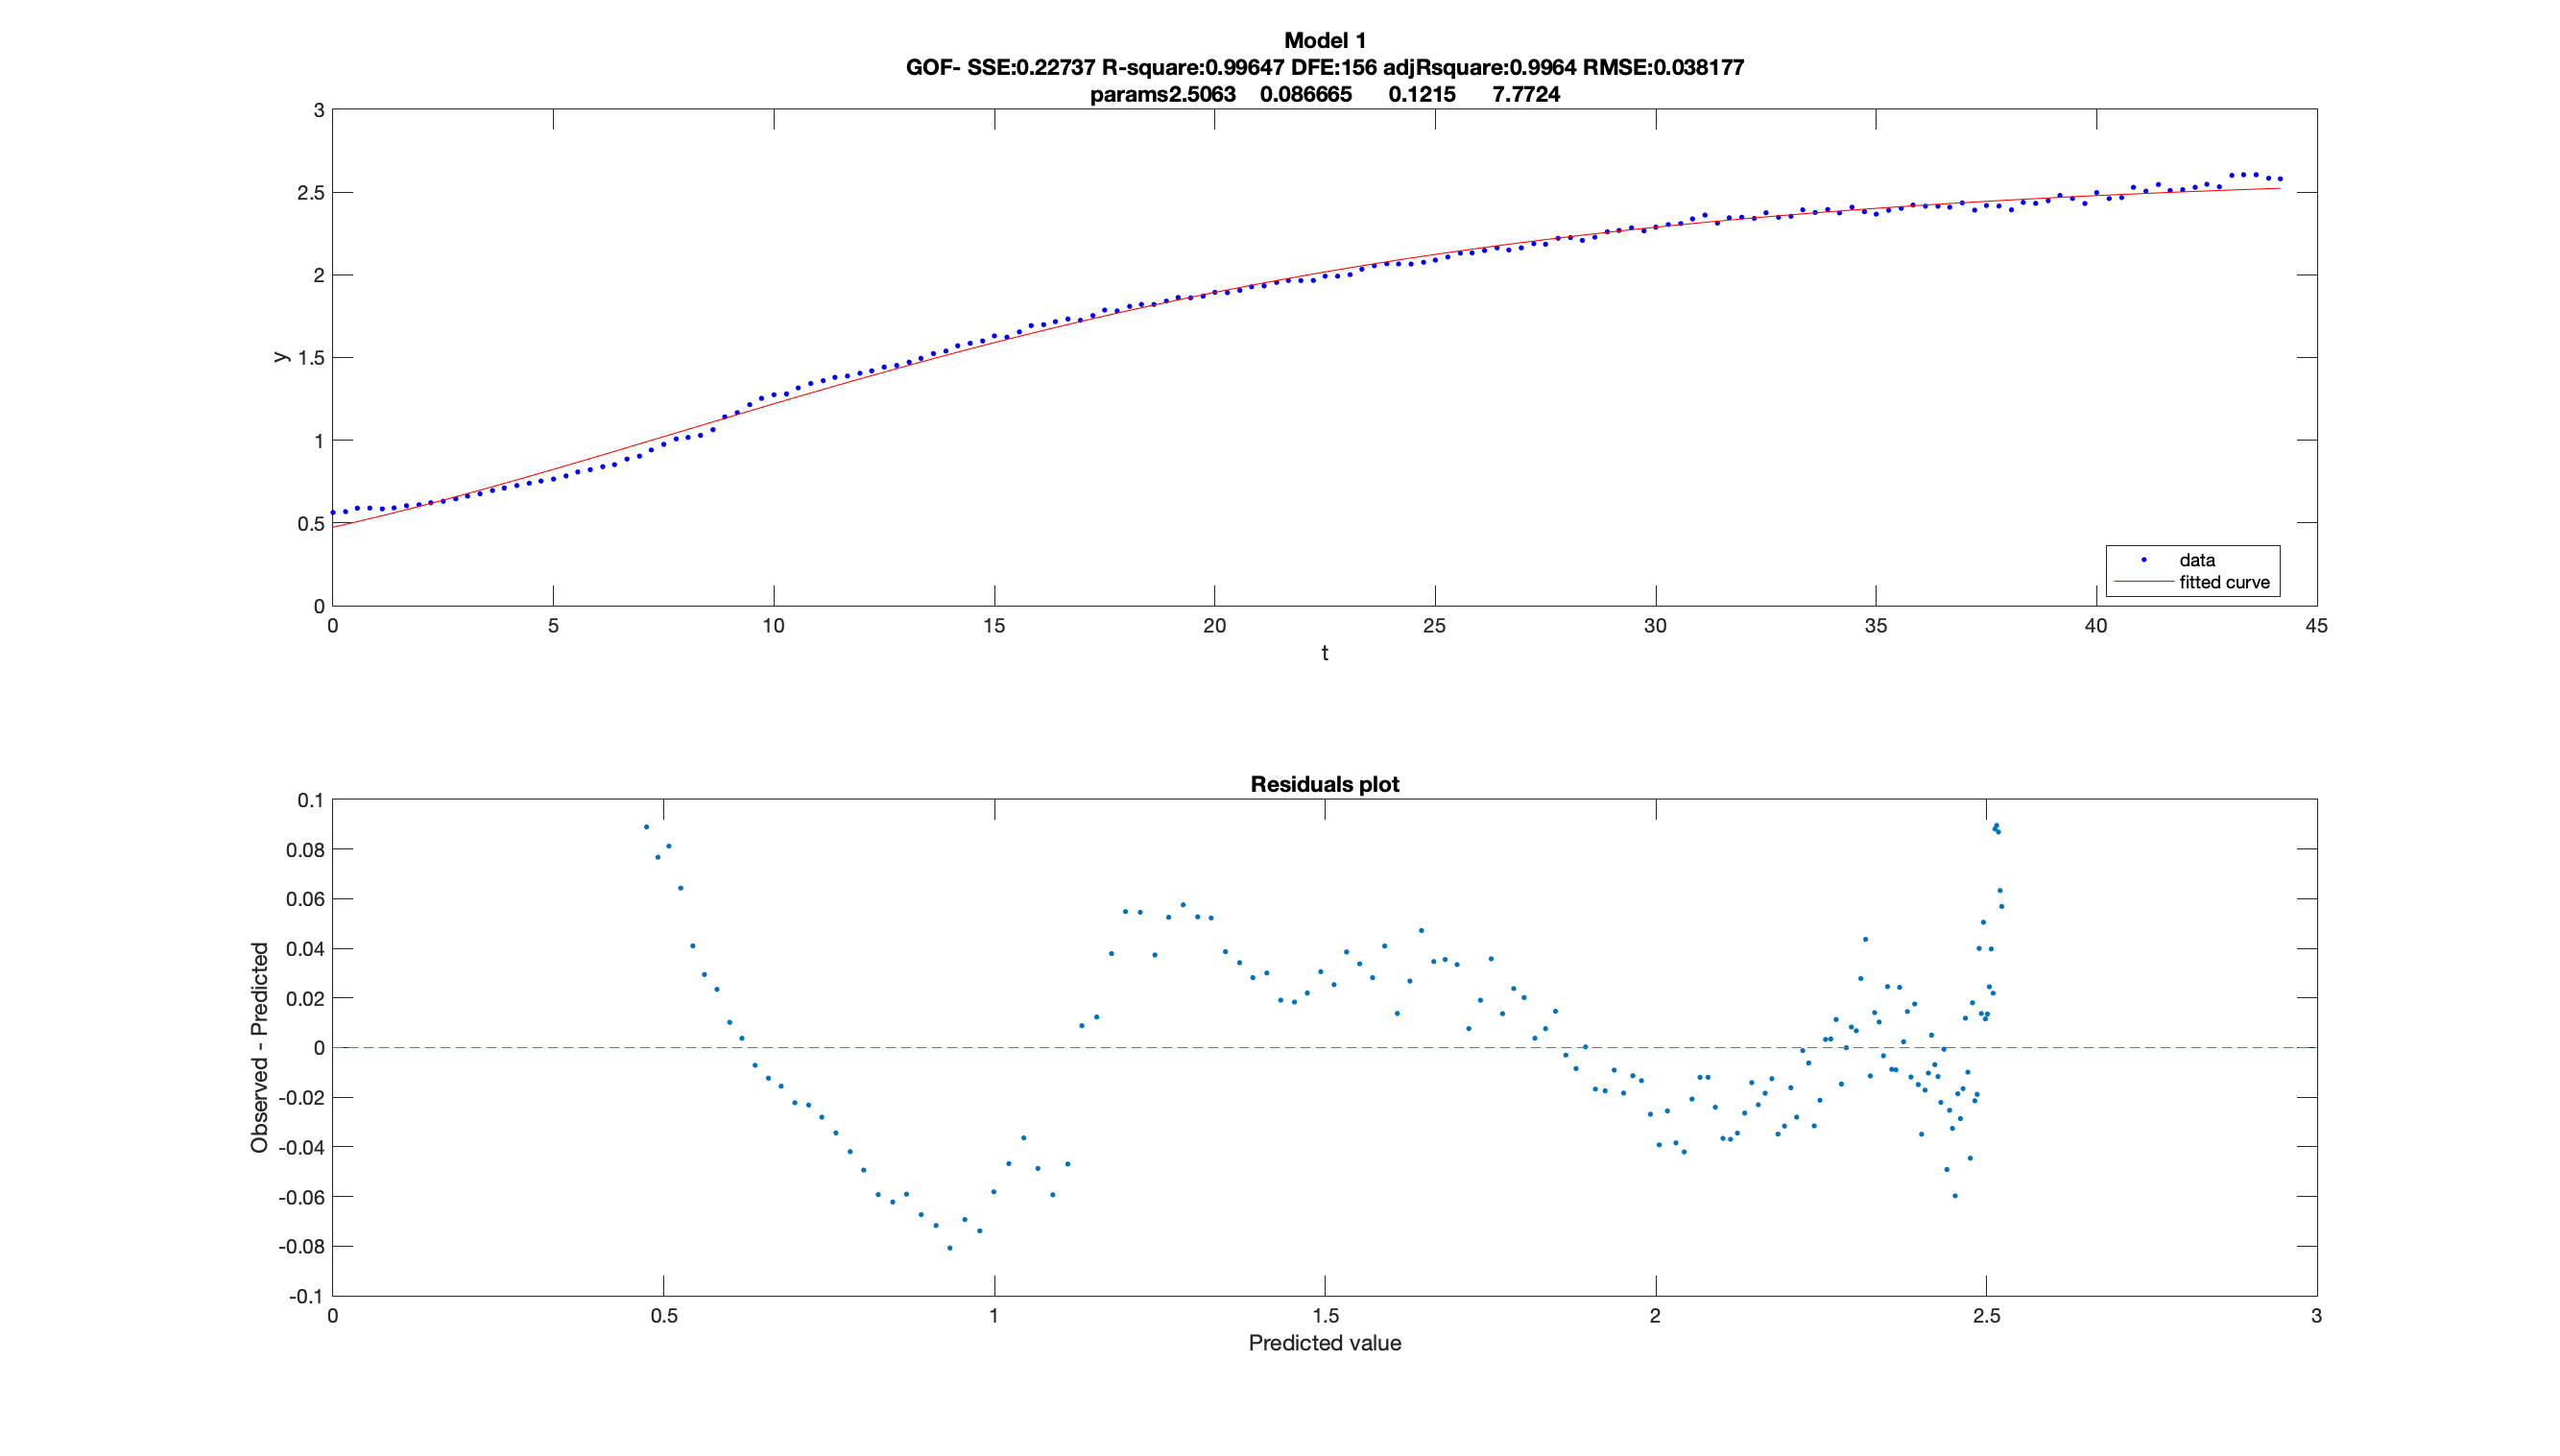 Model 1
GOF- SSE:0.22737 R-square:0.99647 DFE:156 adjRsquare:0.9964 RMSE:0.038177
params2.5063 0.086665 0.1215 7.7724
3
2.5
2
1.5
1
0.5
0
y
data
fitted curve
0 5 10 15 20 25 30 35 40 45
t
Residuals plot
0.1
0.08
0.06
0.04
0.02
0
-0.02
-0.04
-0.06
-0.08
-0.1
Observed - Predicted
0 0.5 1 1.5 2 2.5 3
Predicted value